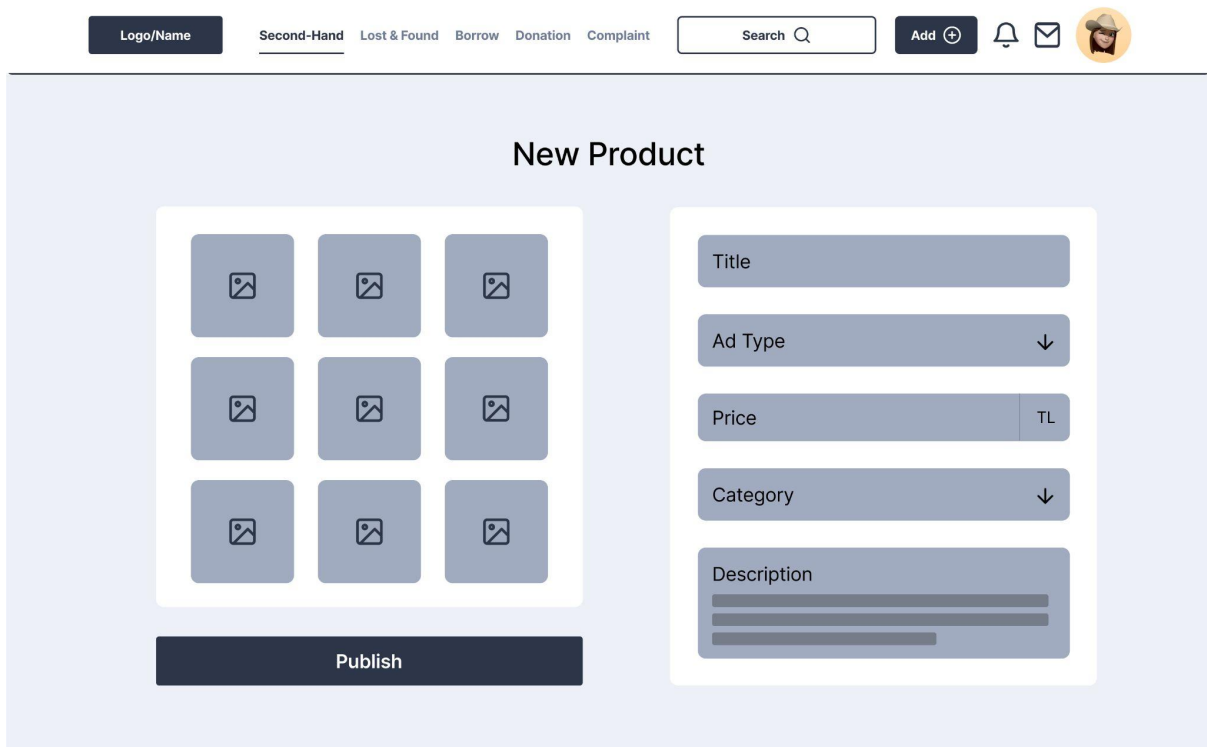 Logo/Name Second-Hand Lost & Found Borrow Donation Complaint Search Add
New Product
Title
Ad Type
Price TL
Category
Description
Publish